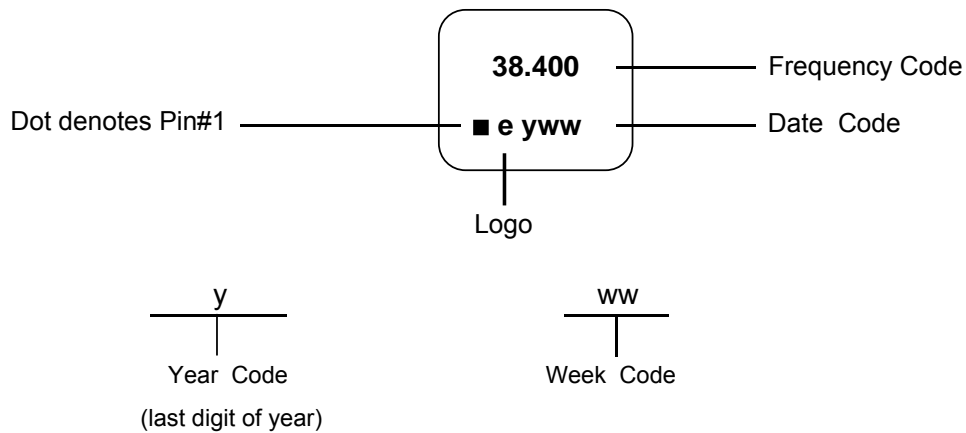 38.400
Frequency Code
Dot denotes Pin#1
■ e yww
Date Code
Logo
y
ww
Year Code
Week Code
(last digit of year)